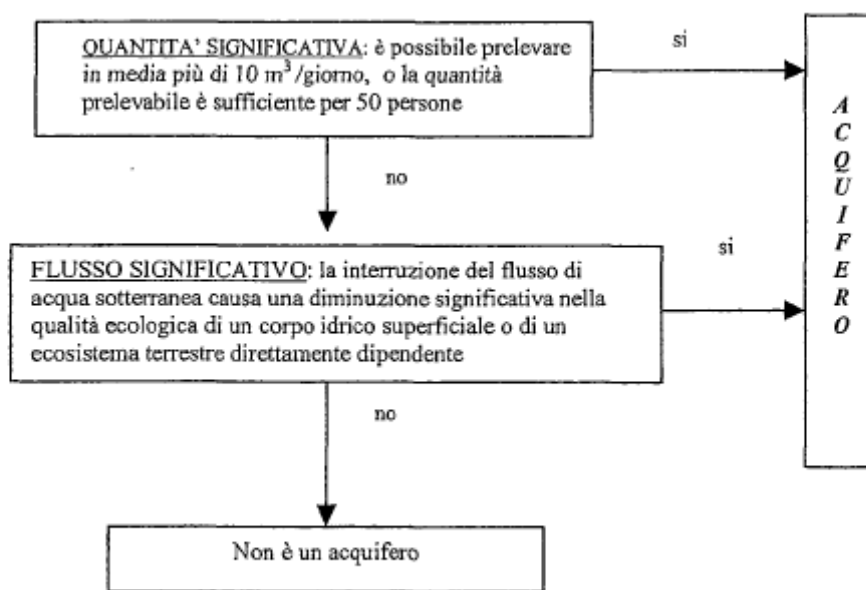 QUANTITA' SIGNIFICATIVA: è possibile prelevare
in media più di 10 m³/giorno, o la quantità
prelevabile è sufficiente per 50 persone
si
no
FLUSSO SIGNIFICATIVO: la interruzione del flusso di
acqua sotterranea causa una diminuzione significativa nella
qualità ecologica di un corpo idrico superficiale o di un
ecosistema terrestre direttamente dipendente
si
no
Non è un acquifero
A
C
Q
U
I
F
E
R
O